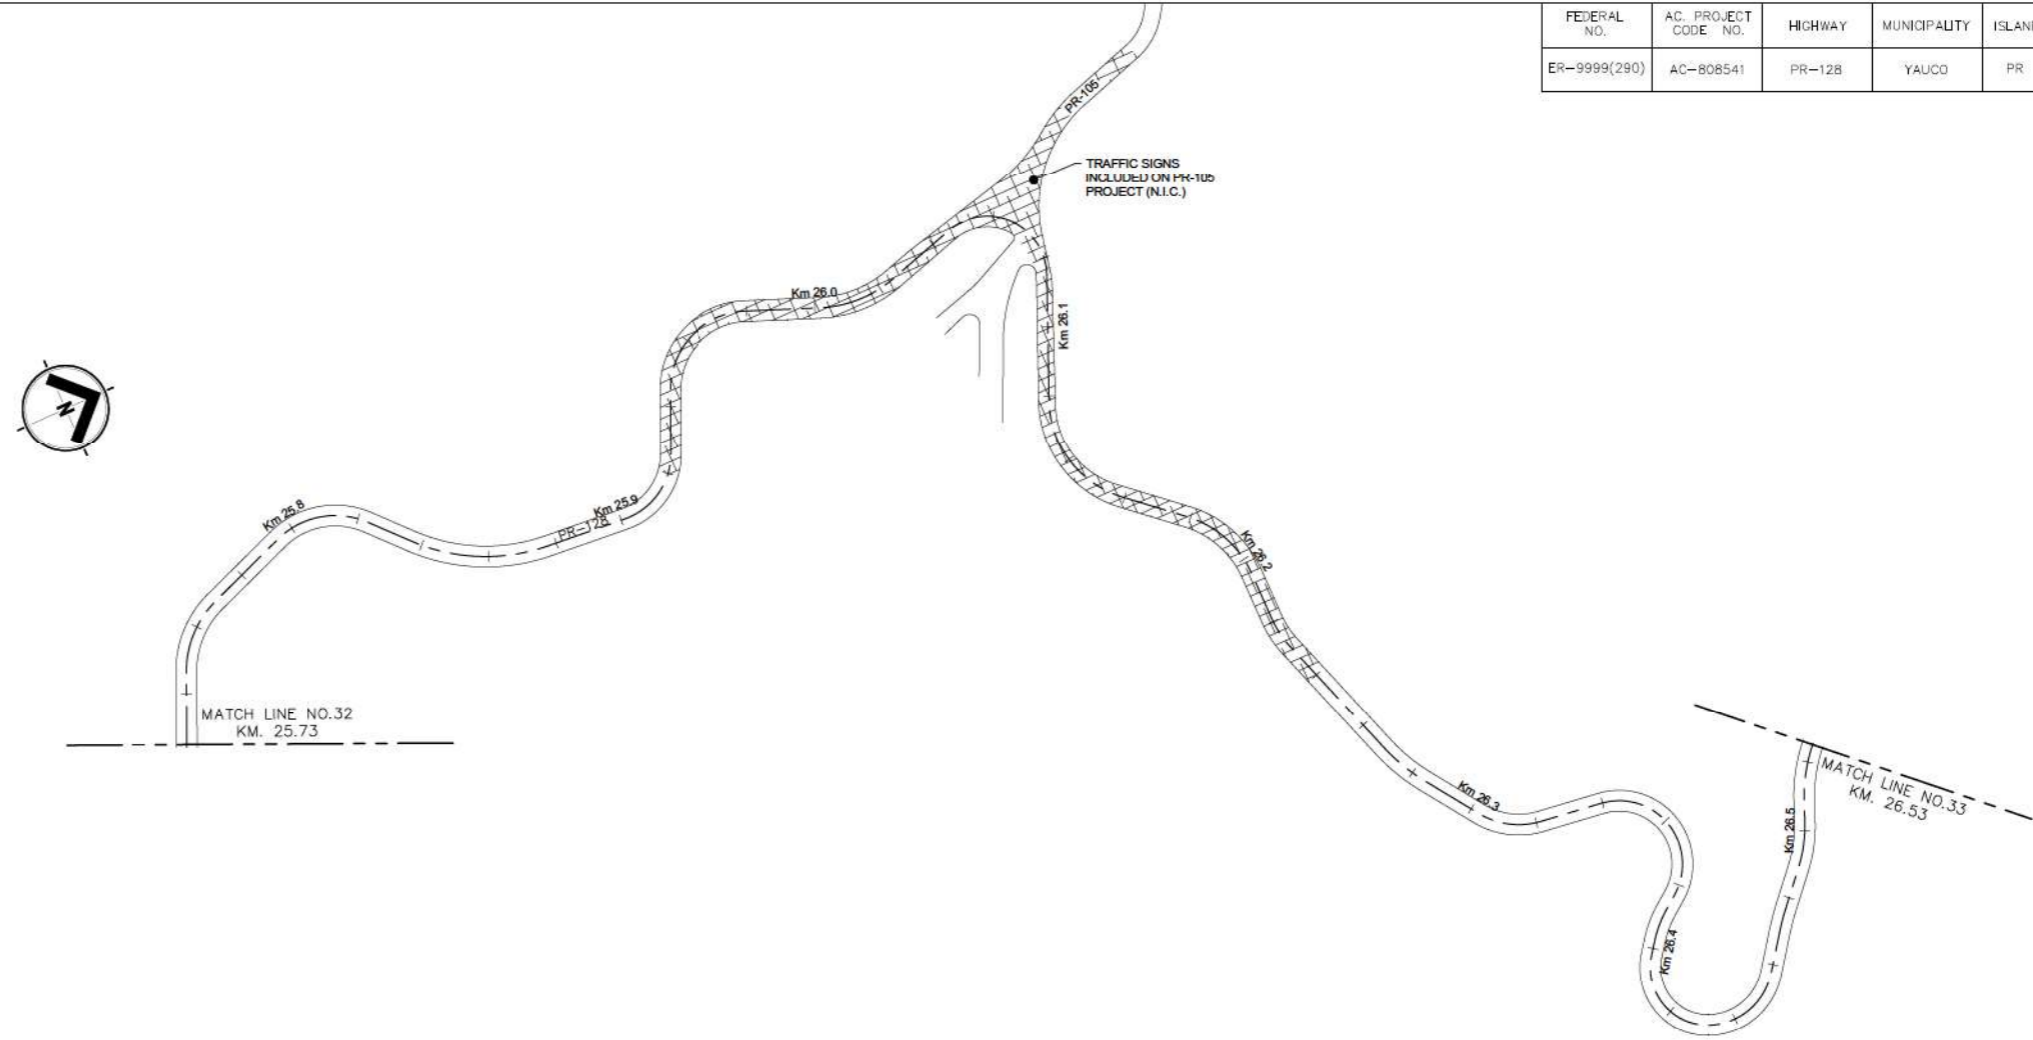 FEDERAL NO.
AC. PROJECT CODE NO.
HIGHWAY
MUNICIPALITY
ER-9999(290)
AC-808541
PR-128
YAUCO
PR
PR-105
TRAFFIC SIGNS
INCLUDED ON PR-105
PROJECT (N.I.C.)
Km 26.0
Km 26.1
N
Km 25.8
Km 25.9
PR-128
Km 26.2
MATCH LINE NO.32
KM. 25.73
Km 26.3
MATCH LINE NO.33
KM. 26.53
Km 26.5
Km 26.4